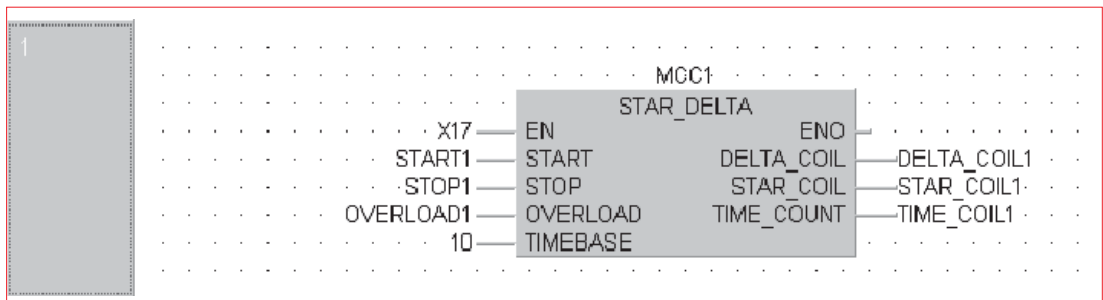 1
MCC1
STAR_DELTA
X17 EN ENO
START1 START DELTA_COIL DELTA_COIL1
STOP1 STOP STAR_COIL STAR_COIL1
OVERLOAD1 OVERLOAD TIME_COUNT TIME_COIL1
10 TIMEBASE